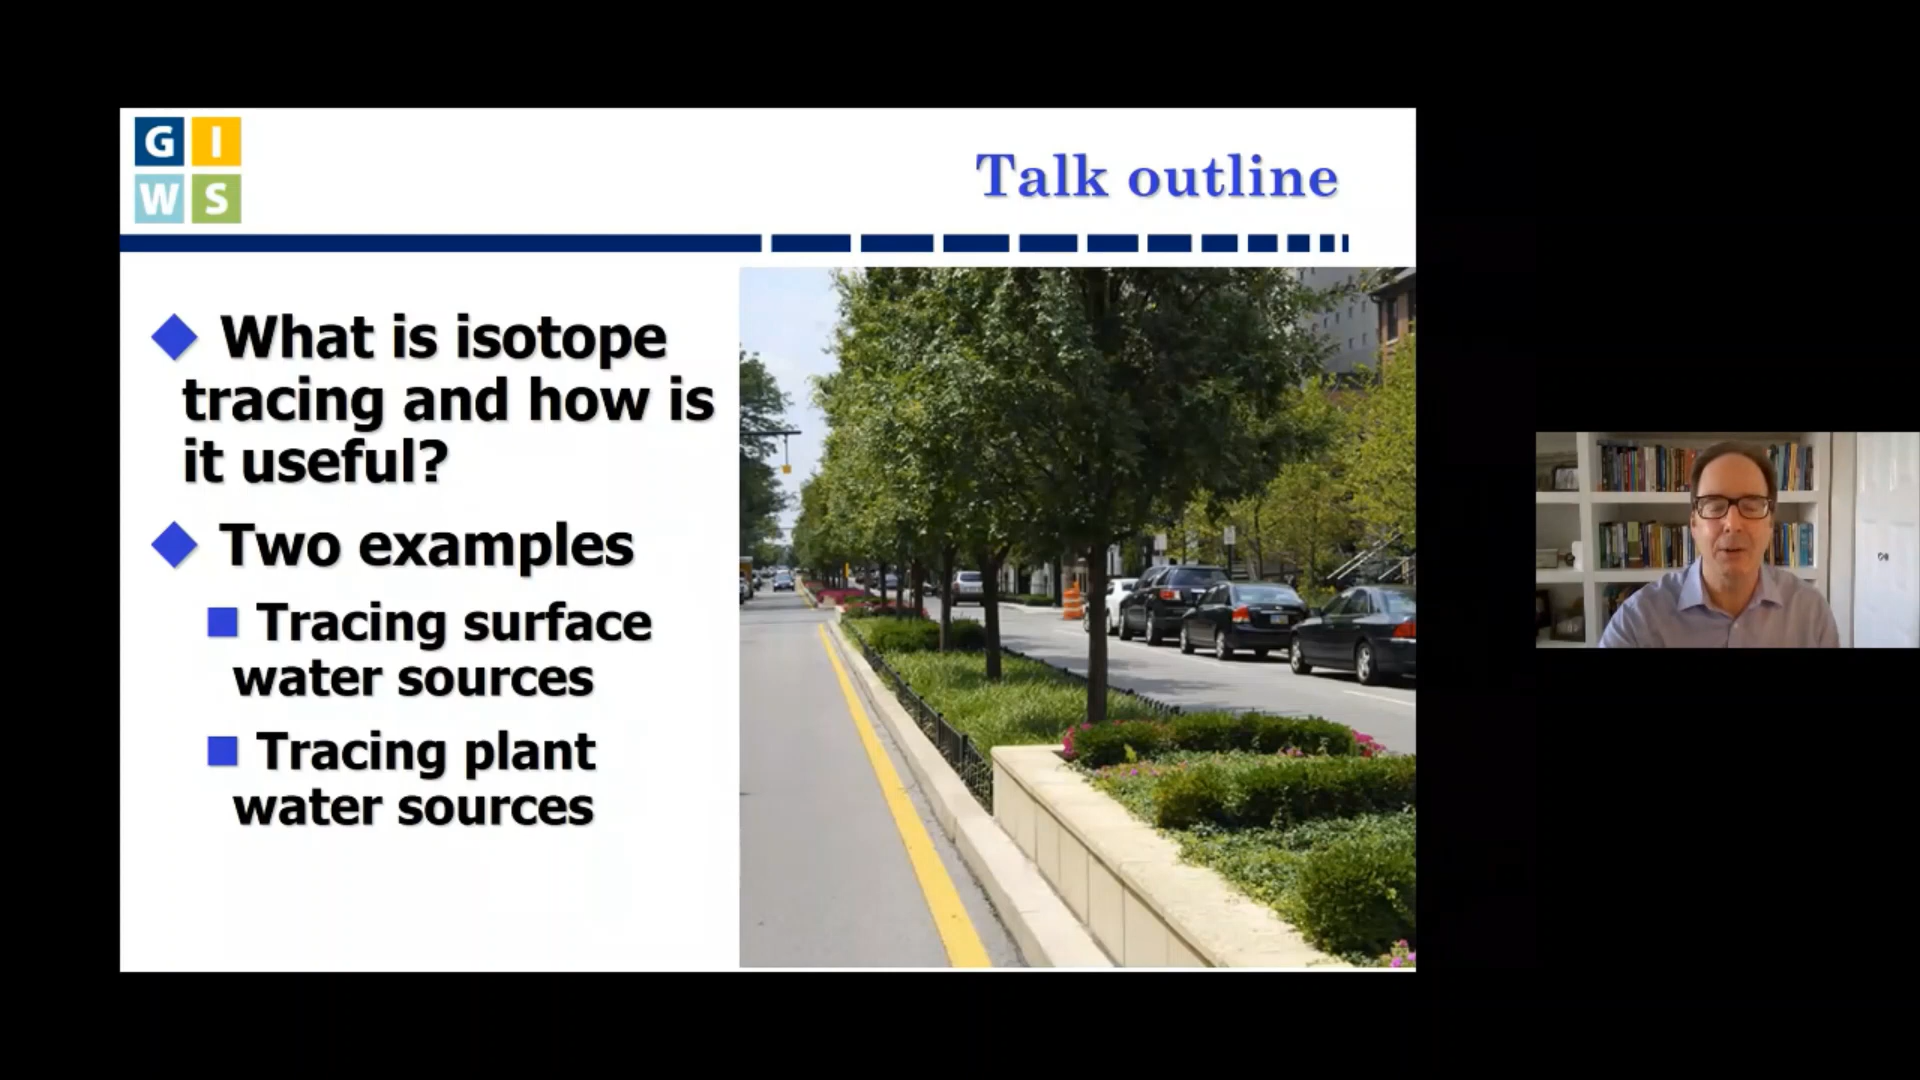 G I
W S
Talk outline
What is isotope
tracing and how is
it useful?
Two examples
Tracing surface
water sources
Tracing plant
water sources